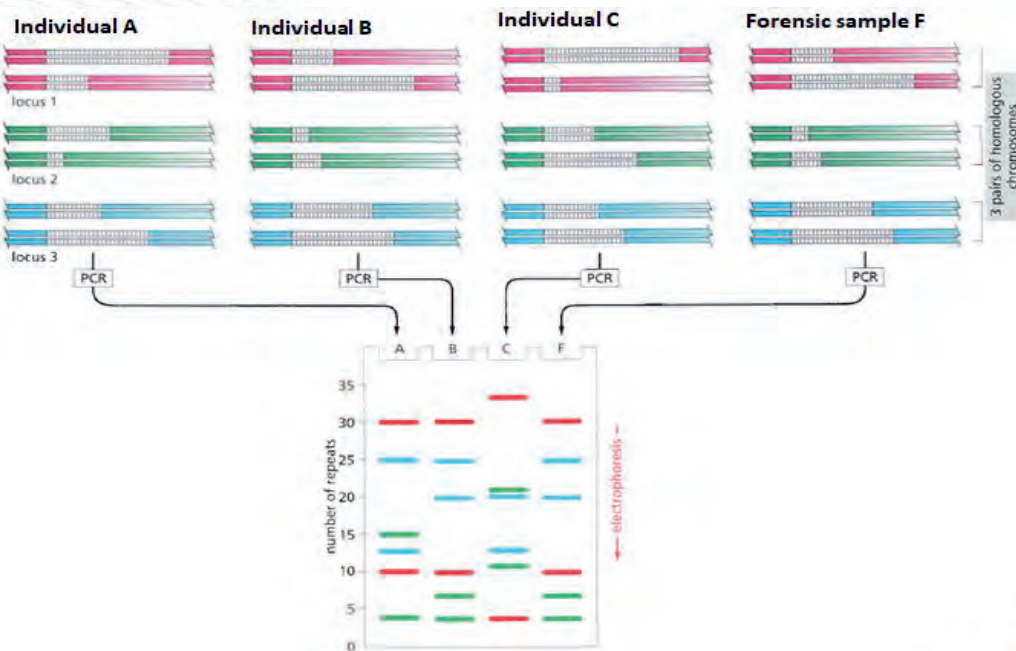 Individual A
Individual B
Individual C
Forensic sample F
locus 1
locus 2
locus 3
3 pairs of homologous
chromosomes
PCR
PCR
PCR
PCR
A B C F
35
30
25
20
15
10
5
0
number of repeats
electrophoresis